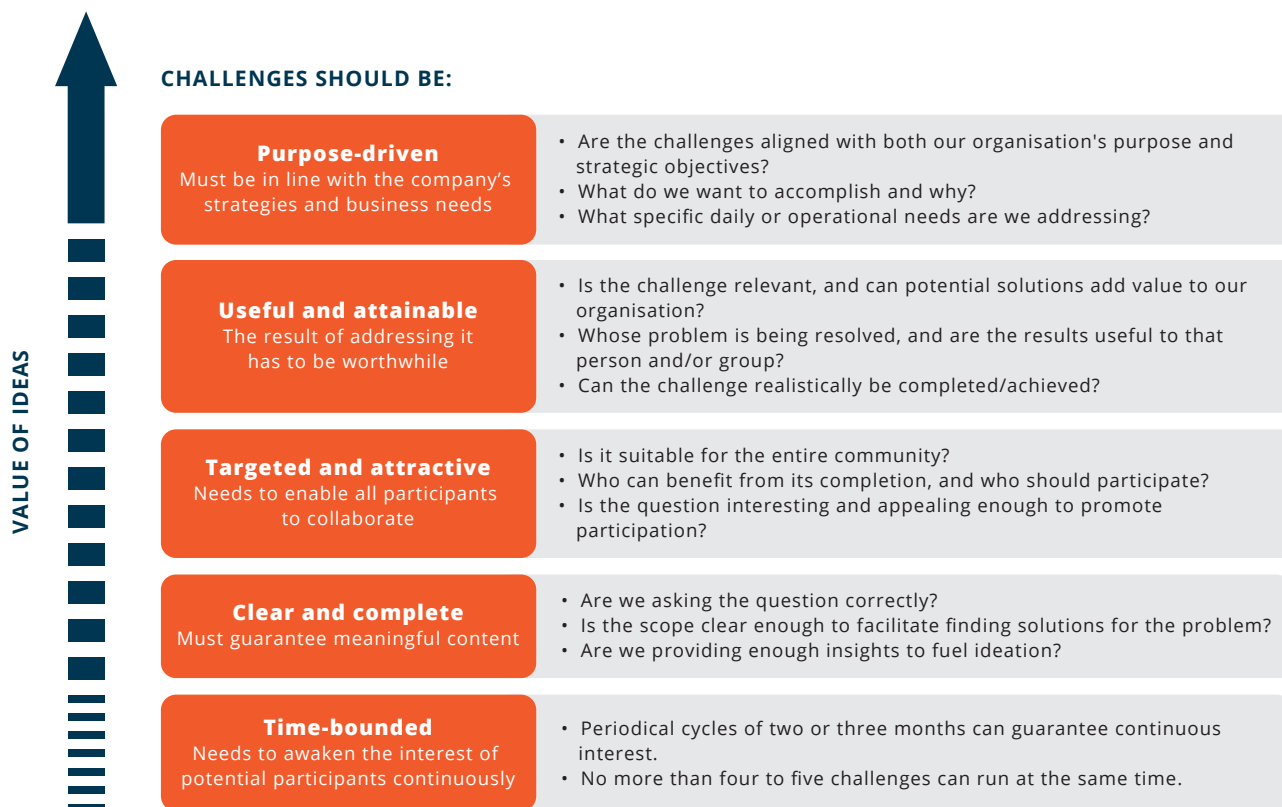 CHALLENGES SHOULD BE:
VALUE OF IDEAS
Purpose-driven
Must be in line with the company’s
strategies and business needs
• Are the challenges aligned with both our organisation's purpose and
strategic objectives?
• What do we want to accomplish and why?
• What specific daily or operational needs are we addressing?
Useful and attainable
The result of addressing it
has to be worthwhile
• Is the challenge relevant, and can potential solutions add value to our
organisation?
• Whose problem is being resolved, and are the results useful to that
person and/or group?
• Can the challenge realistically be completed/achieved?
Targeted and attractive
Needs to enable all participants
to collaborate
• Is it suitable for the entire community?
• Who can benefit from its completion, and who should participate?
• Is the question interesting and appealing enough to promote
participation?
Clear and complete
Must guarantee meaningful content
• Are we asking the question correctly?
• Is the scope clear enough to facilitate finding solutions for the problem?
• Are we providing enough insights to fuel ideation?
Time-bounded
Needs to awaken the interest of
potential participants continuously
• Periodical cycles of two or three months can guarantee continuous
interest.
• No more than four to five challenges can run at the same time.